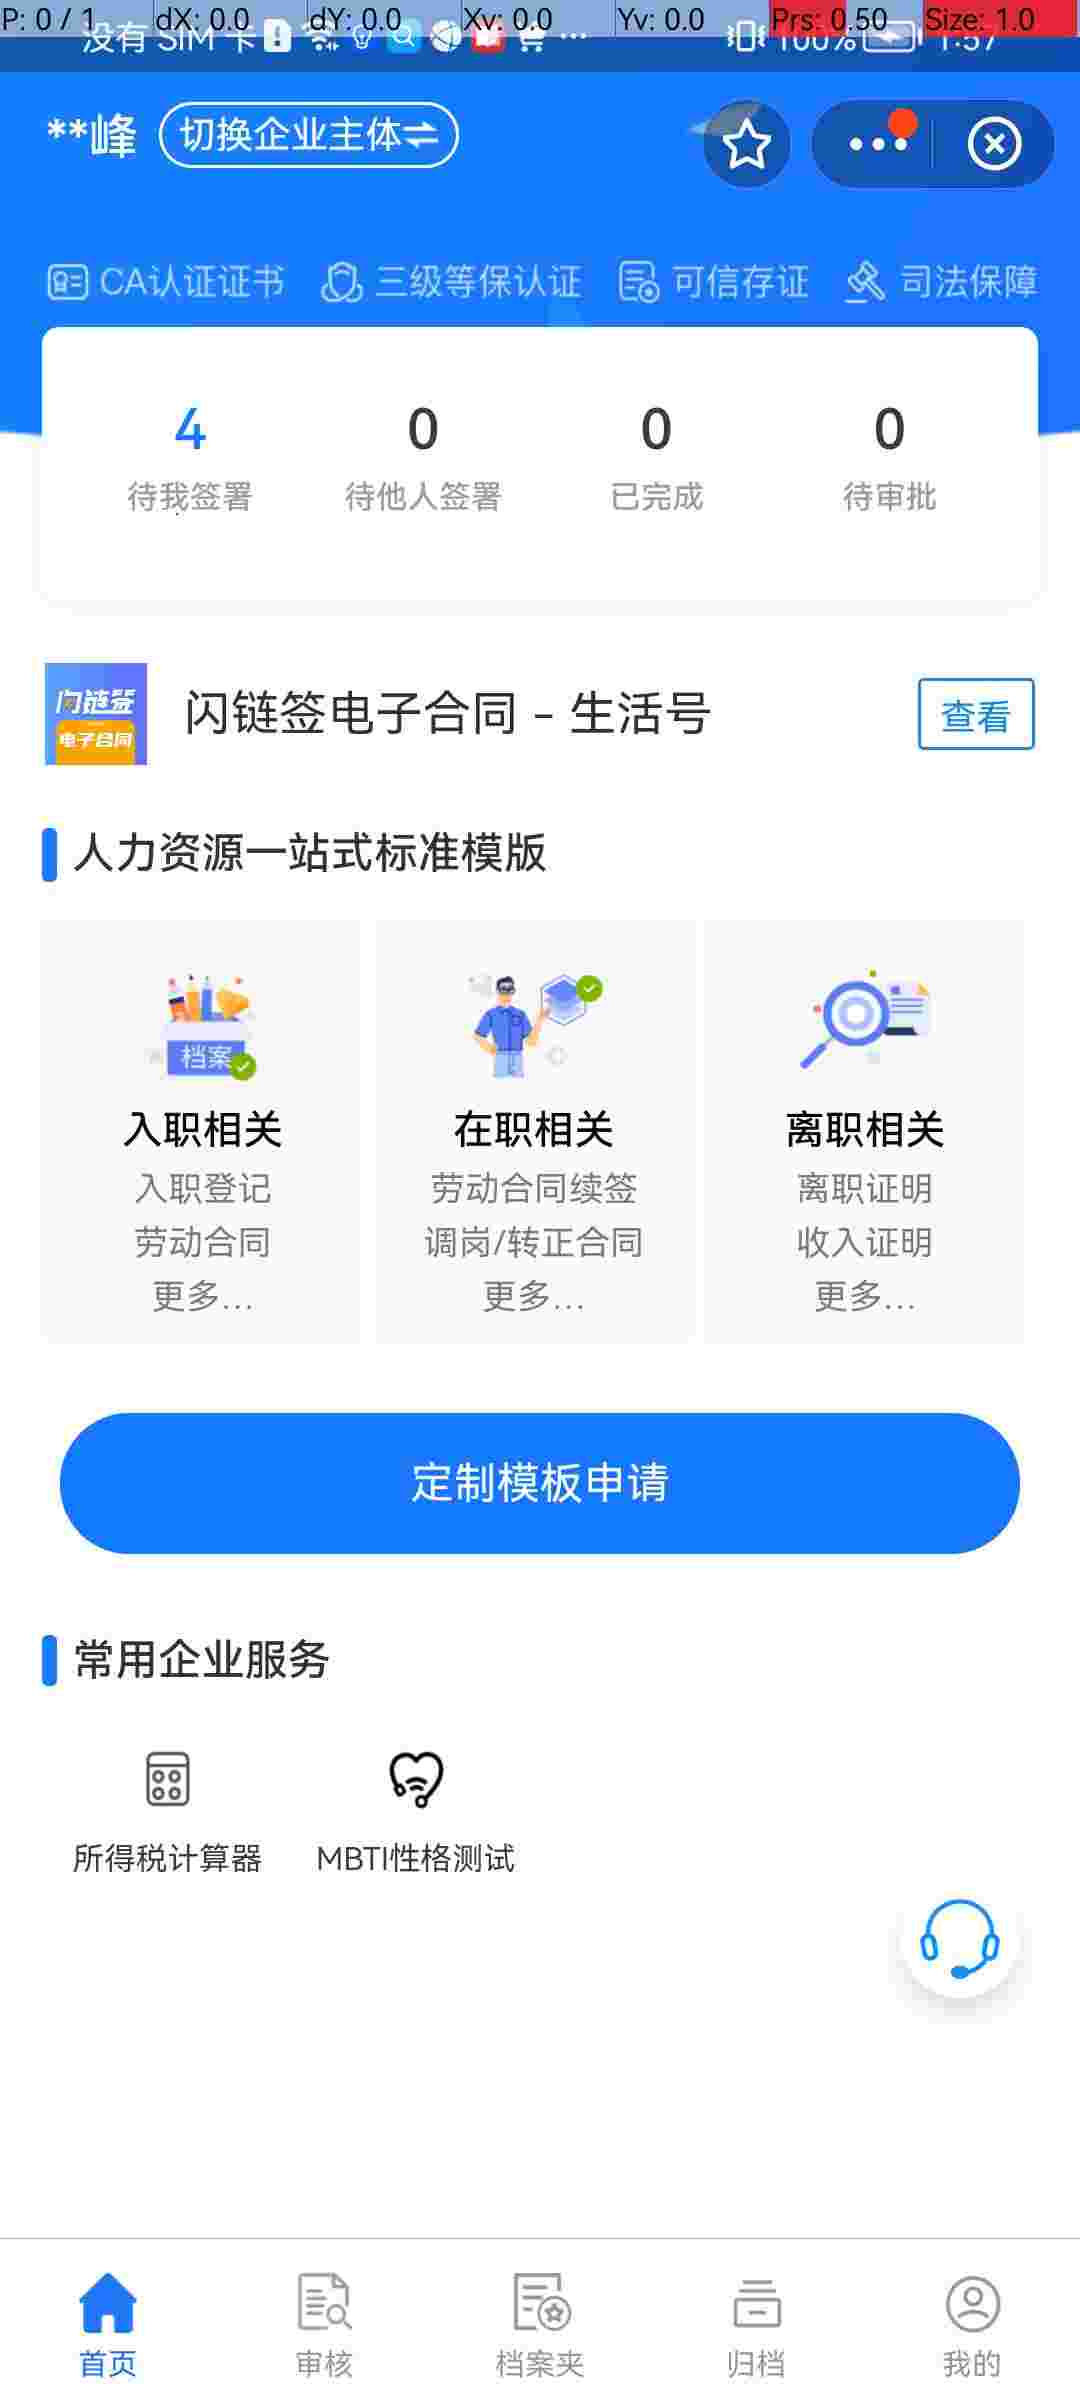 P: 0 / 1 dX: 0.0 dY: 0.0 Xv: 0.0 Yv: 0.0 Prs: 0.50 Size: 1.0
没有 SIM 卡 100% 1:57
**峰 切换企业主体
CA认证证书 三级等保认证 可信存证 司法保障
4 0 0 0
待我签署 待他人签署 已完成 待审批
闪链签
电子合同
闪链签电子合同 - 生活号 查看
人力资源一站式标准模版
档案
入职相关 在职相关 离职相关
入职登记 劳动合同续签 离职证明
劳动合同 调岗/转正合同 收入证明
更多... 更多... 更多...
定制模板申请
常用企业服务
所得税计算器 MBTI性格测试
首页 审核 档案夹 归档 我的